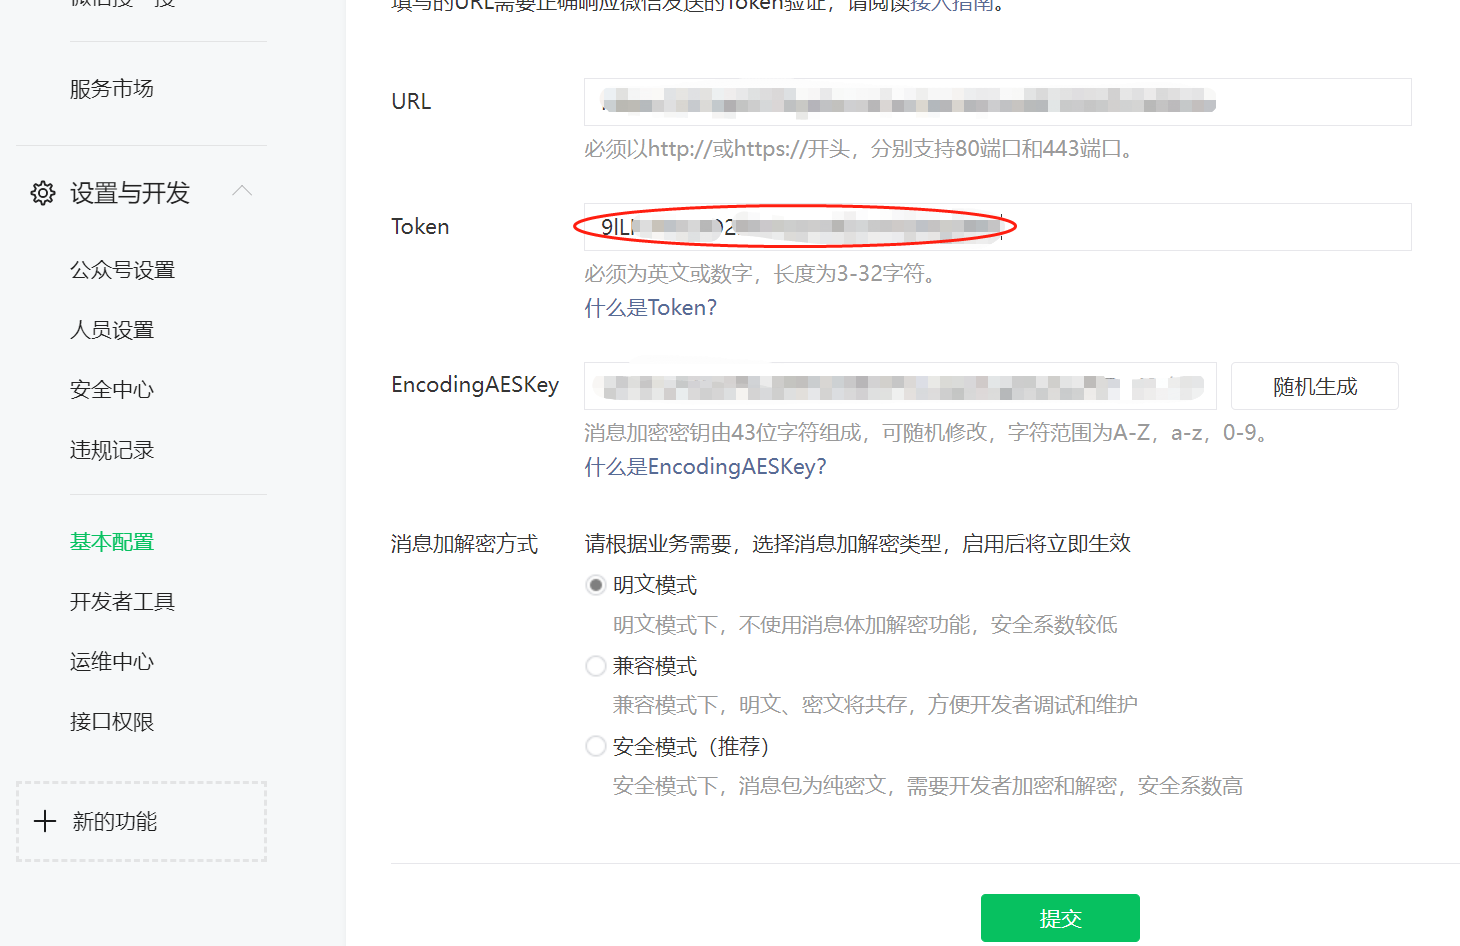 服务市场
设置与开发
公众号设置
人员设置
安全中心
违规记录
基本配置
开发者工具
运维中心
接口权限
新的功能
填写的URL需要正确响应微信发送的Token验证，请阅读接入指南。
URL
必须以http://或https://开头，分别支持80端口和443端口。
Token
9lL
必须为英文或数字，长度为3-32字符。
什么是Token?
EncodingAESKey
随机生成
消息加密密钥由43位字符组成，可随机修改，字符范围为A-Z，a-z，0-9。
什么是EncodingAESKey?
消息加解密方式
请根据业务需要，选择消息加解密类型，启用后将立即生效
明文模式
明文模式下，不使用消息体加解密功能，安全系数较低
兼容模式
兼容模式下，明文、密文将共存，方便开发者调试和维护
安全模式（推荐）
安全模式下，消息包为纯密文，需要开发者加密和解密，安全系数高
提交